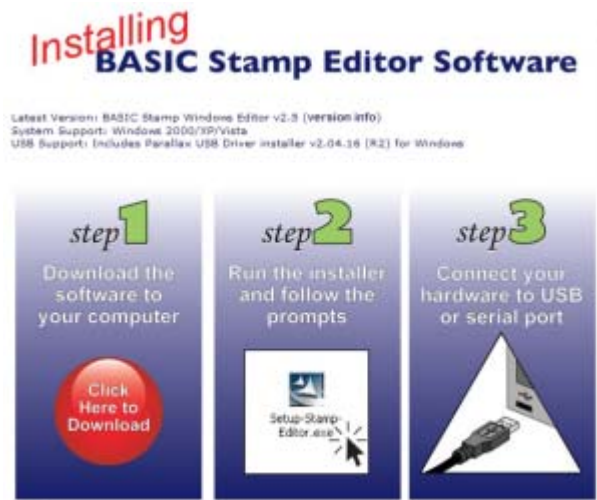 Installing
BASIC Stamp Editor Software
Latest Version: BASIC Stamp Windows Editor v2.5 (version info)
System Support: Windows 2000/XP/Vista
USB Support: Includes Parallax USB Driver installer v2.04.16 (R2) for Windows
step1
Download the
software to
your computer
Click
Here to
Download
step2
Run the installer
and follow the
prompts
Setup-Stamp-
Editor.exe
step3
Connect your
hardware to USB
or serial port